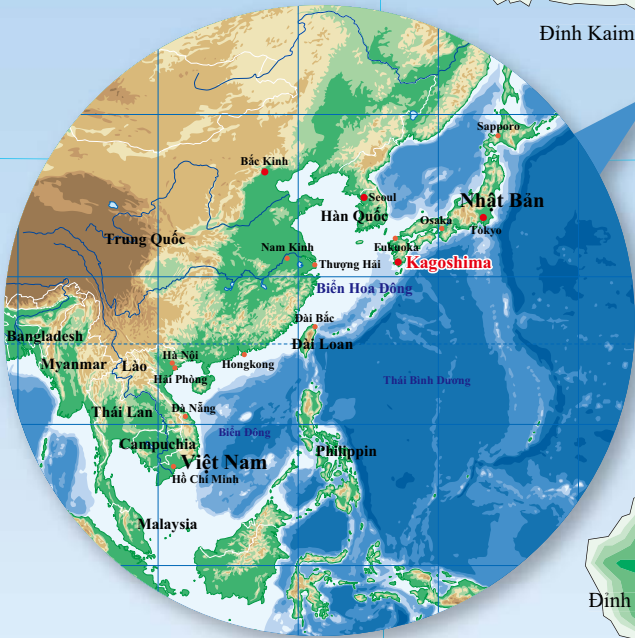 Đỉnh Kaim
Sapporo
Bắc Kinh
Seoul
Nhật Bản
Hàn Quốc
Osaka
Tokyo
Trung Quốc
Nam Kinh
Fukuoka
Thượng Hải
Kagoshima
Biển Hoa Đông
Đài Bắc
Bangladesh
Đài Loan
Hà Nội
Myanmar
Lào
Hongkong
Hải Phòng
Thái Bình Dương
Thái Lan
Đà Nẵng
Biển Đông
Campuchia
Philippin
Việt Nam
Hồ Chí Minh
Malaysia
Đỉnh